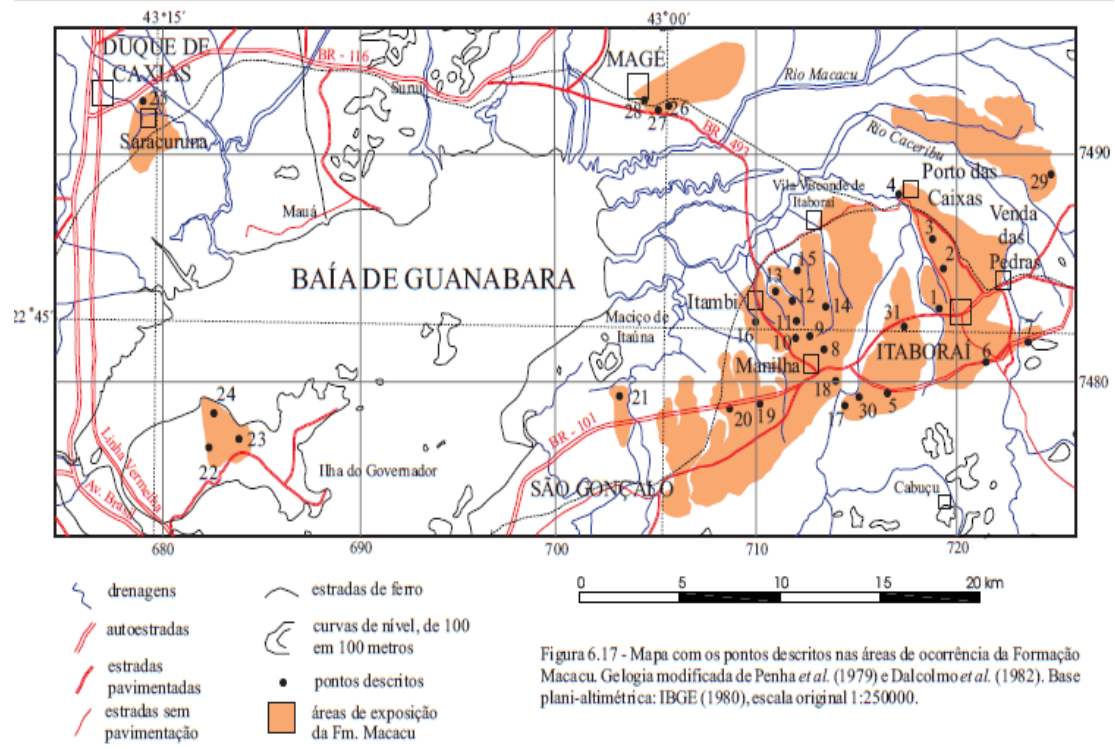 43°15'
43°00'
DUQUE DE
CAXIAS
BR - 116
MAGÉ
Rio Macacu
Suruí
25
28
27
26
Saracuruna
BR - 493
Rio Caceribu
7490
Porto das
Caixas
4
29
Vila Visconde de
Itaboraí
Mauá
Venda
das
Pedras
3
2
BAÍA DE GUANABARA
15
13
12
14
Itambi
1
22°45'
Maciço de
Itaúna
11
31
16
10
9
8
7
ITABORAÍ
6
Manilha
7480
18
21
24
20
19
17
30
5
23
BR - 101
22
Linha Vermelha
Ilha do Governador
Av. Brasil
SÃO GONÇALO
Cabuçu
680
690
700
710
720
drenagens
autoestradas
estradas
pavimentadas
estradas sem
pavimentação
estradas de ferro
curvas de nível, de 100
em 100 metros
pontos descritos
áreas de exposição
da Fm. Macacu
0 5 10 15 20 km
Figura 6.17 - Mapa com os pontos descritos nas áreas de ocorrência da Formação
Macacu. Gelogia modificada de Penha et al. (1979) e Dalcolmo et al. (1982). Base
plani-altimétrica: IBGE (1980), escala original 1:250000.